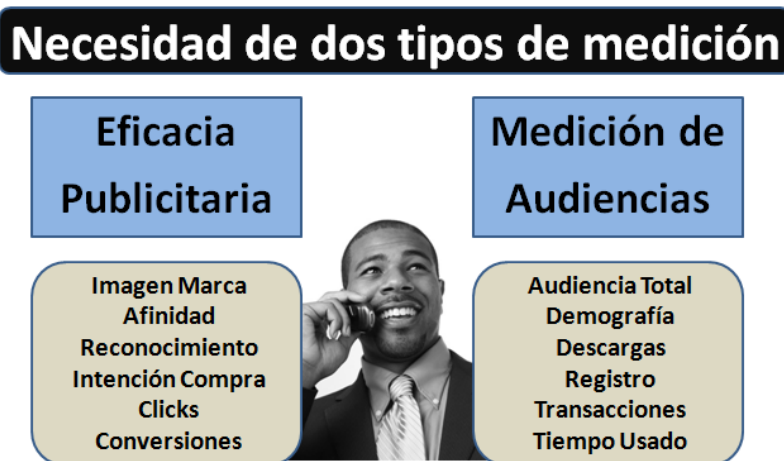 Necesidad de dos tipos de medición
Eficacia
Publicitaria
Imagen Marca
Afinidad
Reconocimiento
Intención Compra
Clicks
Conversiones
Medición de
Audiencias
Audiencia Total
Demografía
Descargas
Registro
Transacciones
Tiempo Usado